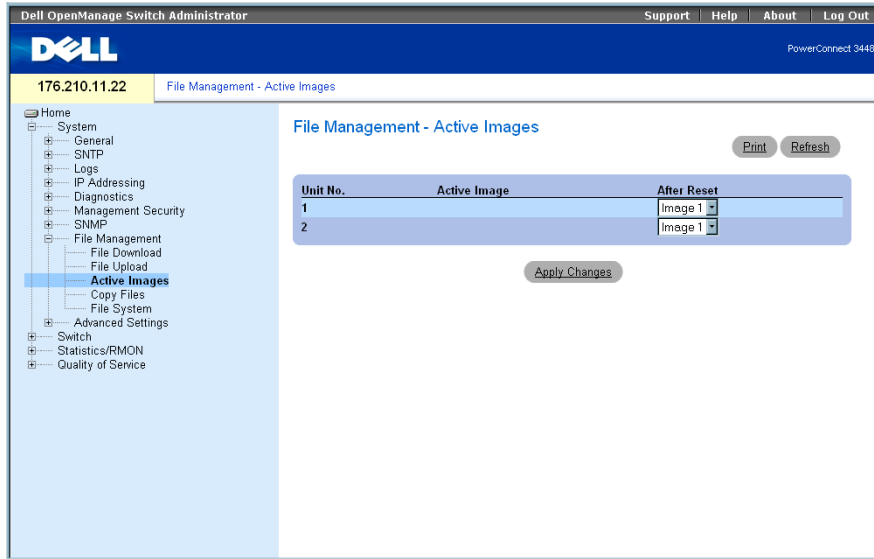 Dell OpenManage Switch Administrator
Support | Help | About | Log Out
DELL
PowerConnect 3448
176.210.11.22
File Management - Active Images
Home
System
General
SNTP
Logs
IP Addressing
Diagnostics
Management Security
SNMP
File Management
File Download
File Upload
Active Images
Copy Files
File System
Advanced Settings
Switch
Statistics/RMON
Quality of Service
File Management - Active Images
Print Refresh
Unit No. Active Image After Reset
1 Image 1
2 Image 1
Apply Changes